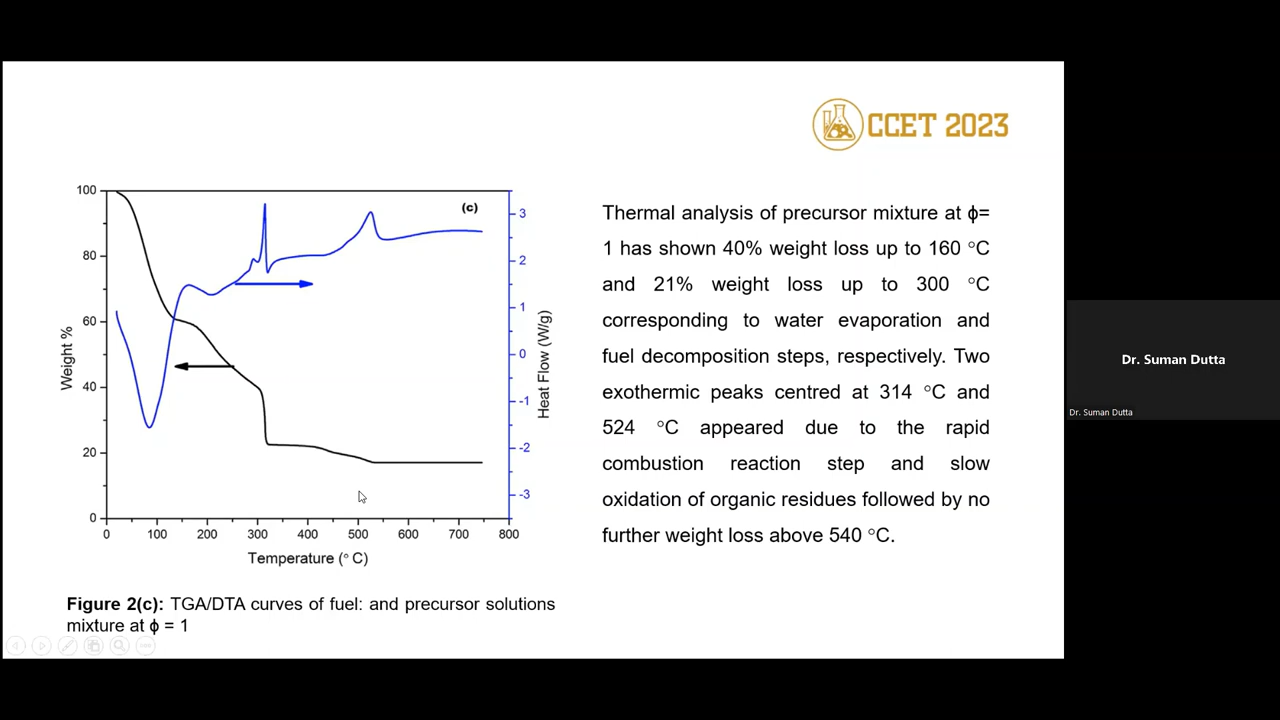 CCET 2023
100
80
60
40
20
0
Weight %
(c)
3
2
1
0
-1
-2
-3
Heat Flow (W/g)
0 100 200 300 400 500 600 700 800
Temperature (° C)
Figure 2(c): TGA/DTA curves of fuel: and precursor solutions
mixture at ϕ = 1
Thermal analysis of precursor mixture at ϕ=
1 has shown 40% weight loss up to 160 °C
and 21% weight loss up to 300 °C
corresponding to water evaporation and
fuel decomposition steps, respectively. Two
exothermic peaks centred at 314 °C and
524 °C appeared due to the rapid
combustion reaction step and slow
oxidation of organic residues followed by no
further weight loss above 540 °C.
Dr. Suman Dutta
Dr. Suman Dutta